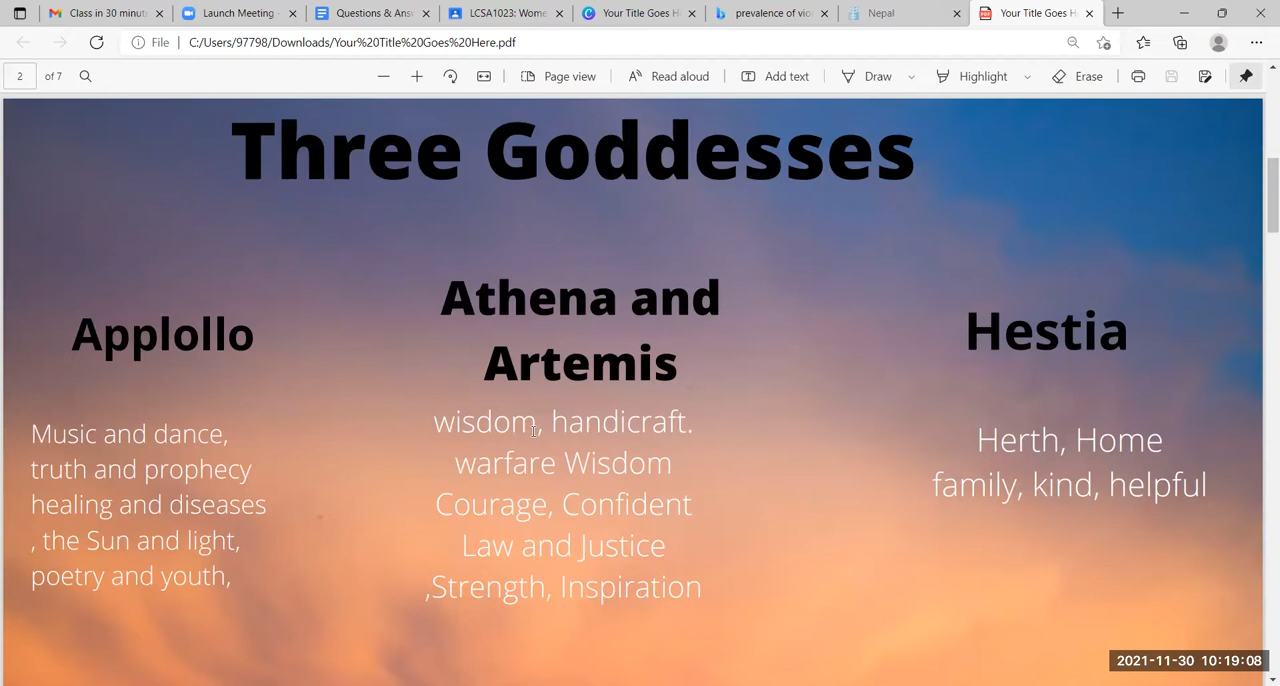 Class in 30 minut
Launch Meeting -
Questions & Ans
LCSA1023: Wome
Your Title Goes H
prevalence of vio
Nepal
Your Title Goes H
File
C:/Users/97798/Downloads/Your%20Title%20Goes%20Here.pdf
2 of 7
Page view
Read aloud
Add text
Draw
Highlight
Erase
Three Goddesses
Applollo
Music and dance,
truth and prophecy
healing and diseases
, the Sun and light,
poetry and youth,
Athena and
Artemis
wisdom, handicraft.
warfare Wisdom
Courage, Confident
Law and Justice
,Strength, Inspiration
Hestia
Herth, Home
family, kind, helpful
2021-11-30 10:19:08